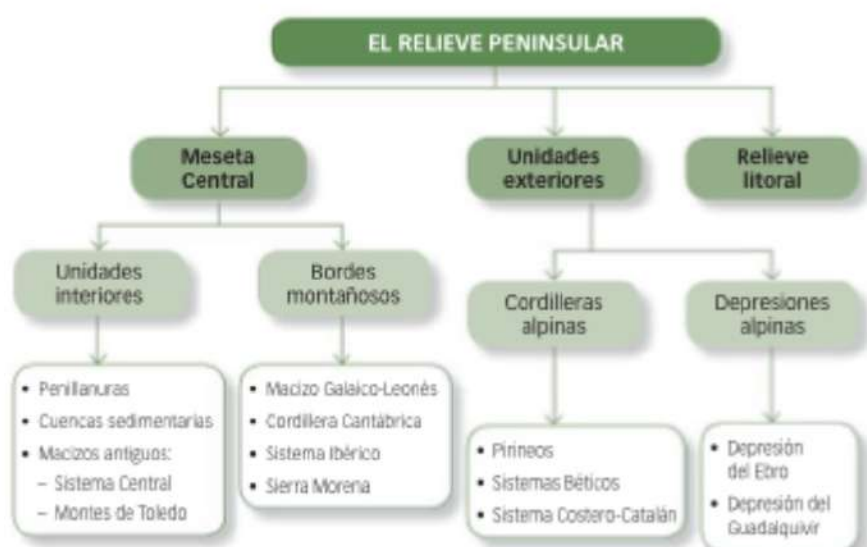 EL RELIEVE PENINSULAR
Meseta
Central
Unidades
exteriores
Relieve
litoral
Unidades
interiores
Bordes
montañosos
Cordilleras
alpinas
Depresiones
alpinas
• Penillanuras
• Cuencas sedimentarias
• Macizos antiguos:
– Sistema Central
– Montes de Toledo
• Macizo Galaico-Leonés
• Cordillera Cantábrica
• Sistema Ibérico
• Sierra Morena
• Pirineos
• Sistemas Béticos
• Sistema Costero-Catalán
• Depresión
del Ebro
• Depresión del
Guadalquivir